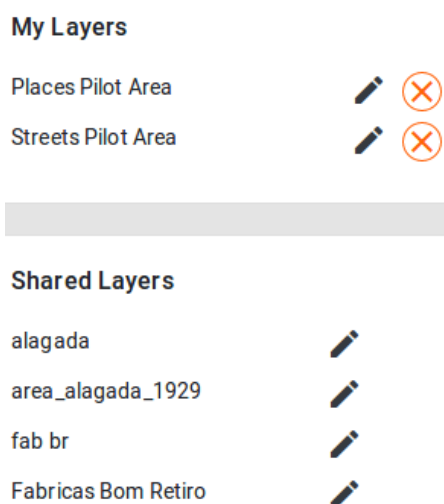 My Layers
Places Pilot Area
Streets Pilot Area
Shared Layers
alagada
area_alagada_1929
fab br
Fabricas Bom Retiro